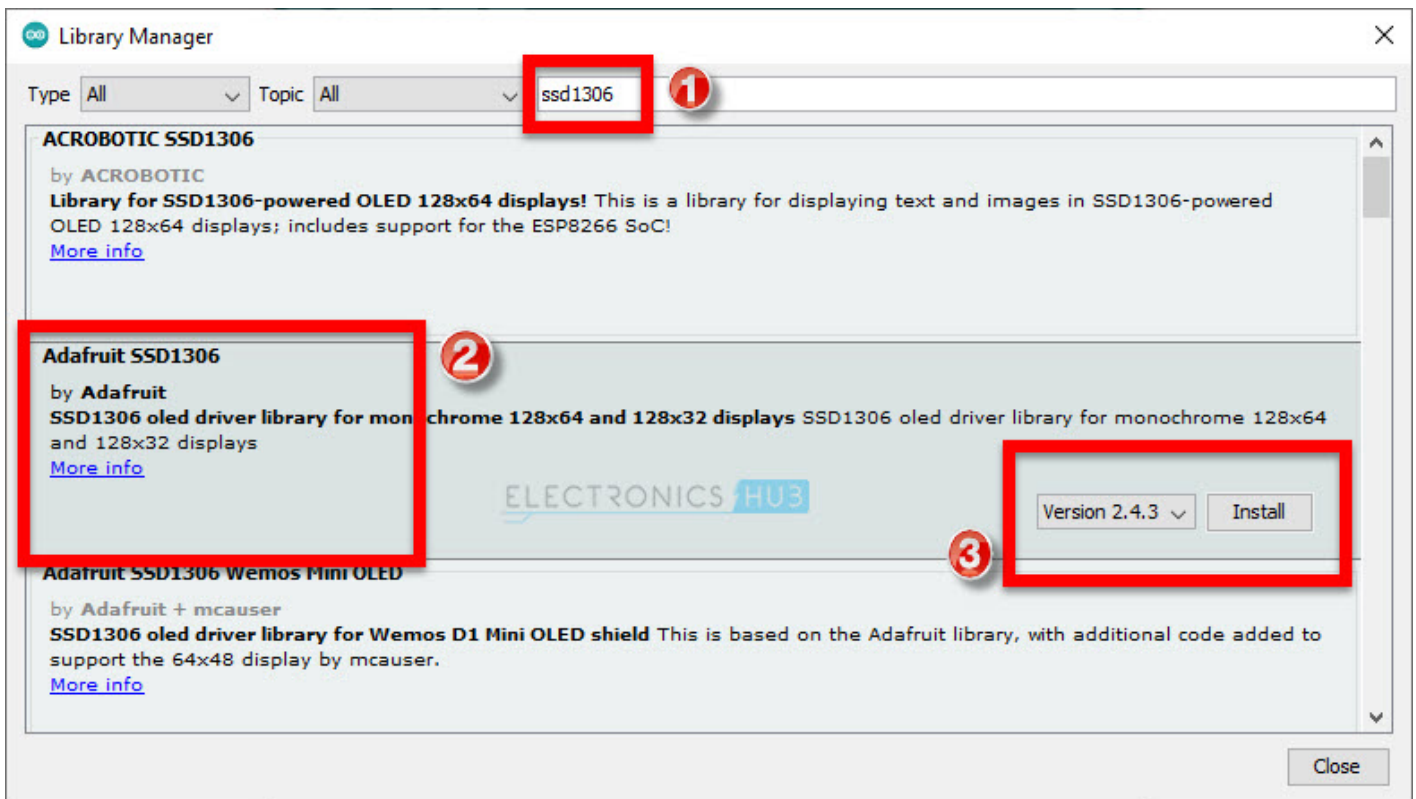 Library Manager
Type All Topic All ssd1306 1
ACROBOTIC SSD1306
by ACROBOTIC
Library for SSD1306-powered OLED 128x64 displays! This is a library for displaying text and images in SSD1306-powered
OLED 128x64 displays; includes support for the ESP8266 SoC!
More info
Adafruit SSD1306
2
by Adafruit
SSD1306 oled driver library for monochrome 128x64 and 128x32 displays SSD1306 oled driver library for monochrome 128x64
and 128x32 displays
More info
ELECTRONICS HUB
Version 2.4.3 Install
3
Adafruit SSD1306 Wemos Mini OLED
by Adafruit + mcauser
SSD1306 oled driver library for Wemos D1 Mini OLED shield This is based on the Adafruit library, with additional code added to
support the 64x48 display by mcauser.
More info
Close